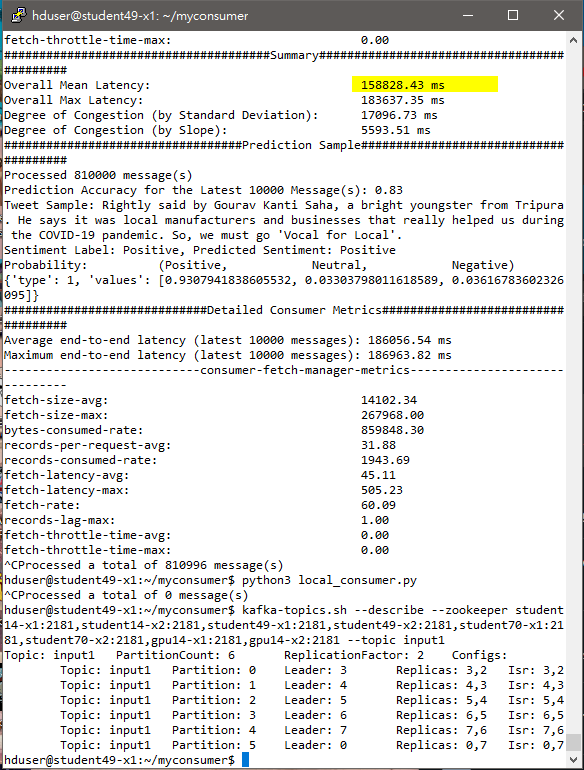 hduser@student49-x1: ~/myconsumer
fetch-throttle-time-max: 0.00
######################################Summary###################################
#########
Overall Mean Latency: 158828.43 ms
Overall Max Latency: 183637.35 ms
Degree of Congestion (by Standard Deviation): 17096.73 ms
Degree of Congestion (by Slope): 5593.51 ms
##################################Prediction Sample#############################
#########
Processed 810000 message(s)
Prediction Accuracy for the Latest 10000 Message(s): 0.83
Tweet Sample: Rightly said by Gourav Kanti Saha, a bright youngster from Tripura
. He says it was local manufacturers and businesses that really helped us during
 the COVID-19 pandemic. So, we must go 'Vocal for Local'.
Sentiment Label: Positive, Predicted Sentiment: Positive
Probability: (Positive, Neutral, Negative)
{'type': 1, 'values': [0.9307941838605532, 0.03303798011618589, 0.03616783602326
095]}
#############################Detailed Consumer Metrics##########################
#########
Average end-to-end latency (latest 10000 messages): 186056.54 ms
Maximum end-to-end latency (latest 10000 messages): 186963.82 ms
----------------------------consumer-fetch-manager-metrics----------------------
---------
fetch-size-avg: 14102.34
fetch-size-max: 267968.00
bytes-consumed-rate: 859848.30
records-per-request-avg: 31.88
records-consumed-rate: 1943.69
fetch-latency-avg: 45.11
fetch-latency-max: 505.23
fetch-rate: 60.09
records-lag-max: 1.00
fetch-throttle-time-avg: 0.00
fetch-throttle-time-max: 0.00
^CProcessed a total of 810996 message(s)
hduser@student49-x1:~/myconsumer$ python3 local_consumer.py
^CProcessed a total of 0 message(s)
hduser@student49-x1:~/myconsumer$ kafka-topics.sh --describe --zookeeper student
14-x1:2181,student14-x2:2181,student49-x1:2181,student49-x2:2181,student70-x1:21
81,student70-x2:2181,gpu14-x1:2181,gpu14-x2:2181 --topic input1
Topic: input1 PartitionCount: 6 ReplicationFactor: 2 Configs:
Topic: input1 Partition: 0 Leader: 3 Replicas: 3,2 Isr: 3,2
Topic: input1 Partition: 1 Leader: 4 Replicas: 4,3 Isr: 4,3
Topic: input1 Partition: 2 Leader: 5 Replicas: 5,4 Isr: 5,4
Topic: input1 Partition: 3 Leader: 6 Replicas: 6,5 Isr: 6,5
Topic: input1 Partition: 4 Leader: 7 Replicas: 7,6 Isr: 7,6
Topic: input1 Partition: 5 Leader: 0 Replicas: 0,7 Isr: 0,7
hduser@student49-x1:~/myconsumer$